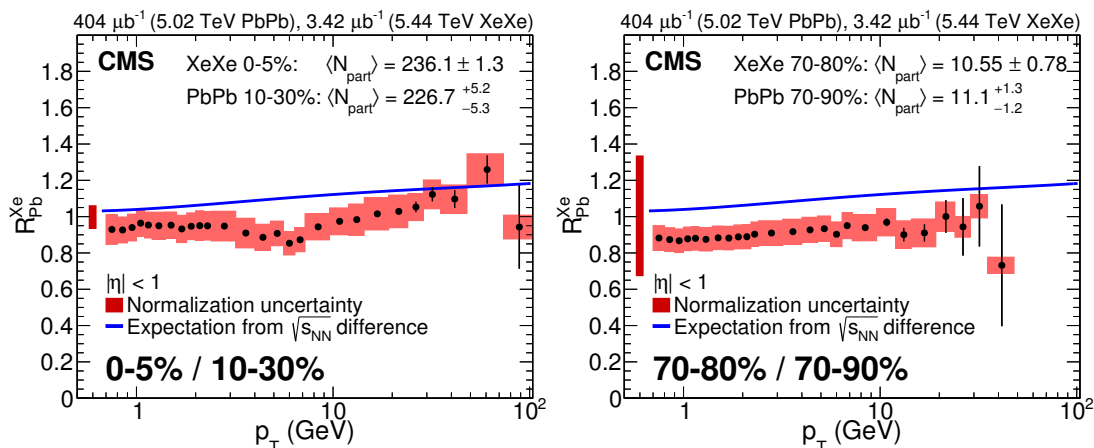 404 μb⁻¹ (5.02 TeV PbPb), 3.42 μb⁻¹ (5.44 TeV XeXe)
CMS
XeXe 0-5%: ⟨N_part⟩ = 236.1 ± 1.3
PbPb 10-30%: ⟨N_part⟩ = 226.7 +5.2 −5.3
R^Xe_Pb
2
1.8
1.6
1.4
1.2
1
0.8
0.6
0.4
0.2
0
|η| < 1
Normalization uncertainty
Expectation from √s_NN difference
0-5% / 10-30%
1 10 10²
p_T (GeV)
404 μb⁻¹ (5.02 TeV PbPb), 3.42 μb⁻¹ (5.44 TeV XeXe)
CMS
XeXe 70-80%: ⟨N_part⟩ = 10.55 ± 0.78
PbPb 70-90%: ⟨N_part⟩ = 11.1 +1.3 −1.2
R^Xe_Pb
2
1.8
1.6
1.4
1.2
1
0.8
0.6
0.4
0.2
0
|η| < 1
Normalization uncertainty
Expectation from √s_NN difference
70-80% / 70-90%
1 10 10²
p_T (GeV)